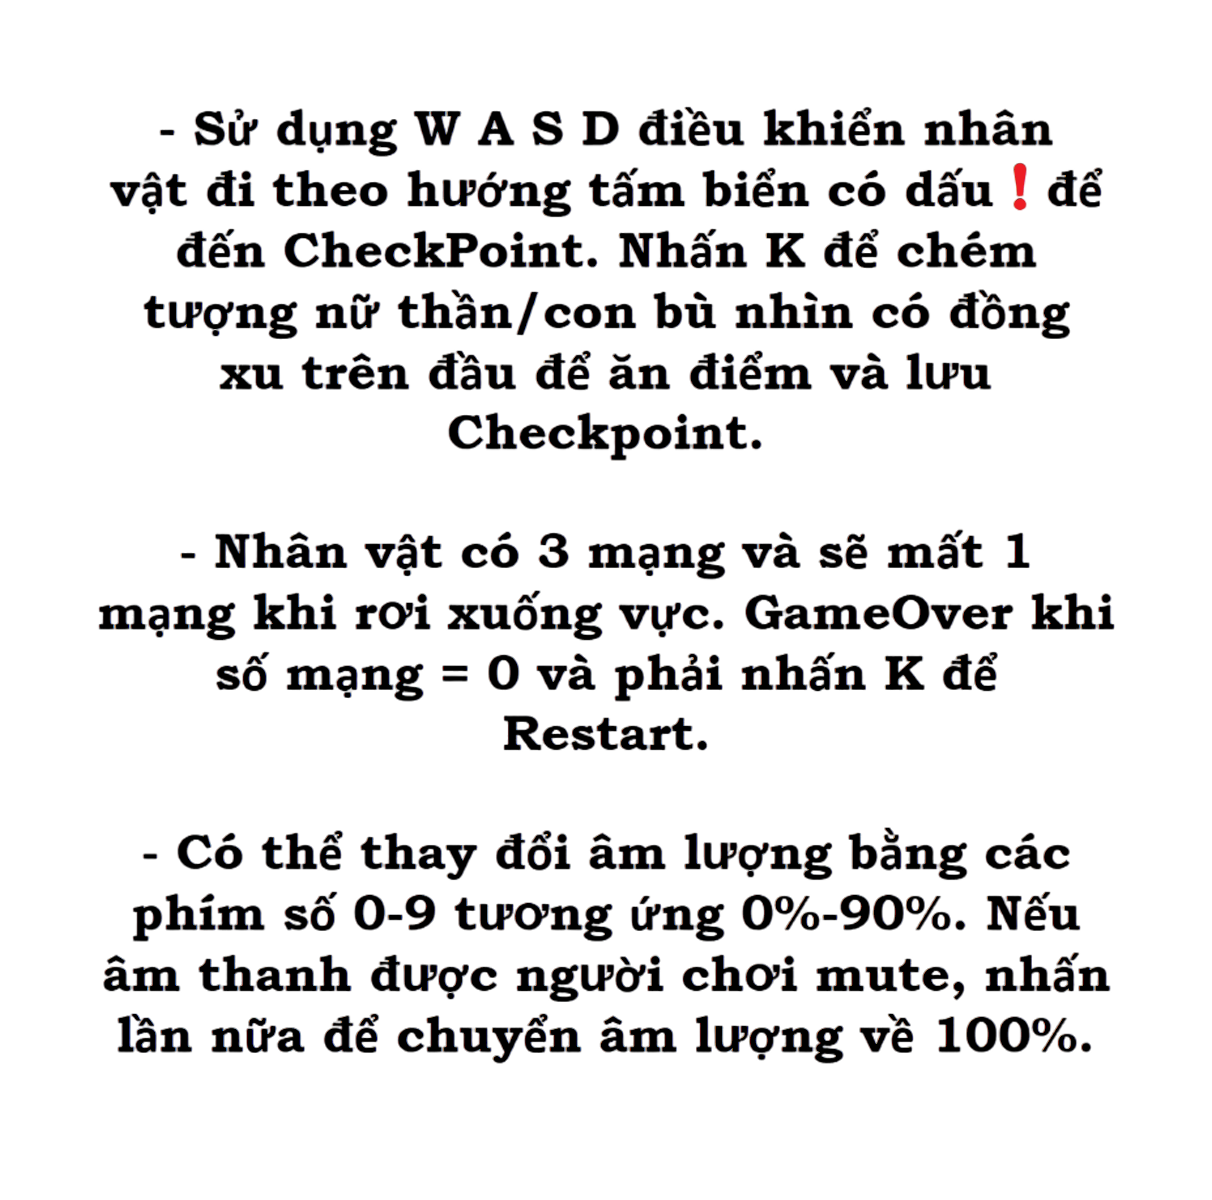 - Sử dụng W A S D điều khiển nhân
vật đi theo hướng tấm biển có dấu❗để
đến CheckPoint. Nhấn K để chém
tượng nữ thần/con bù nhìn có đồng
xu trên đầu để ăn điểm và lưu
Checkpoint.
- Nhân vật có 3 mạng và sẽ mất 1
mạng khi rơi xuống vực. GameOver khi
số mạng = 0 và phải nhấn K để
Restart.
- Có thể thay đổi âm lượng bằng các
phím số 0-9 tương ứng 0%-90%. Nếu
âm thanh được người chơi mute, nhấn
lần nữa để chuyển âm lượng về 100%.